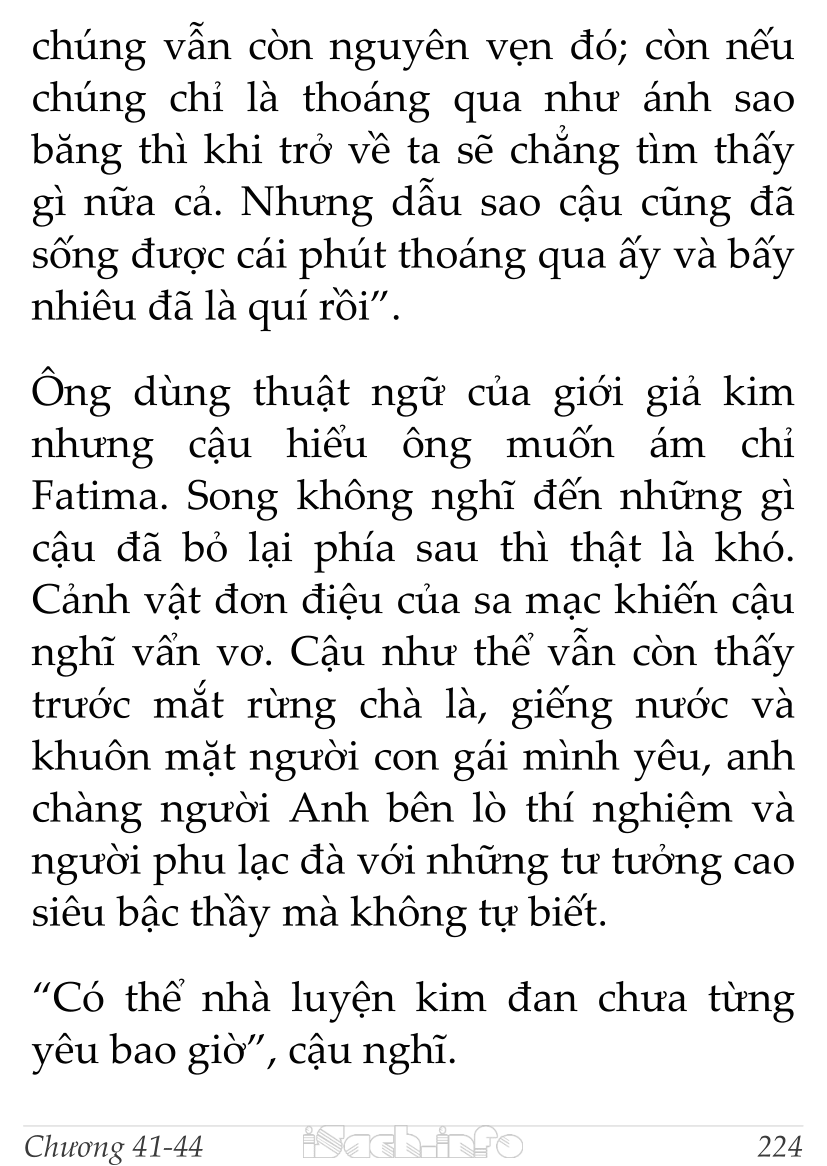 chúng vẫn còn nguyên vẹn đó; còn nếu
chúng chỉ là thoáng qua như ánh sao
băng thì khi trở về ta sẽ chẳng tìm thấy
gì nữa cả. Nhưng dẫu sao cậu cũng đã
sống được cái phút thoáng qua ấy và bấy
nhiêu đã là quí rồi”.
Ông dùng thuật ngữ của giới giả kim
nhưng cậu hiểu ông muốn ám chỉ
Fatima. Song không nghĩ đến những gì
cậu đã bỏ lại phía sau thì thật là khó.
Cảnh vật đơn điệu của sa mạc khiến cậu
nghĩ vẩn vơ. Cậu như thể vẫn còn thấy
trước mắt rừng chà là, giếng nước và
khuôn mặt người con gái mình yêu, anh
chàng người Anh bên lò thí nghiệm và
người phu lạc đà với những tư tưởng cao
siêu bậc thầy mà không tự biết.
“Có thể nhà luyện kim đan chưa từng
yêu bao giờ”, cậu nghĩ.
Chương 41-44 iSach.info 224